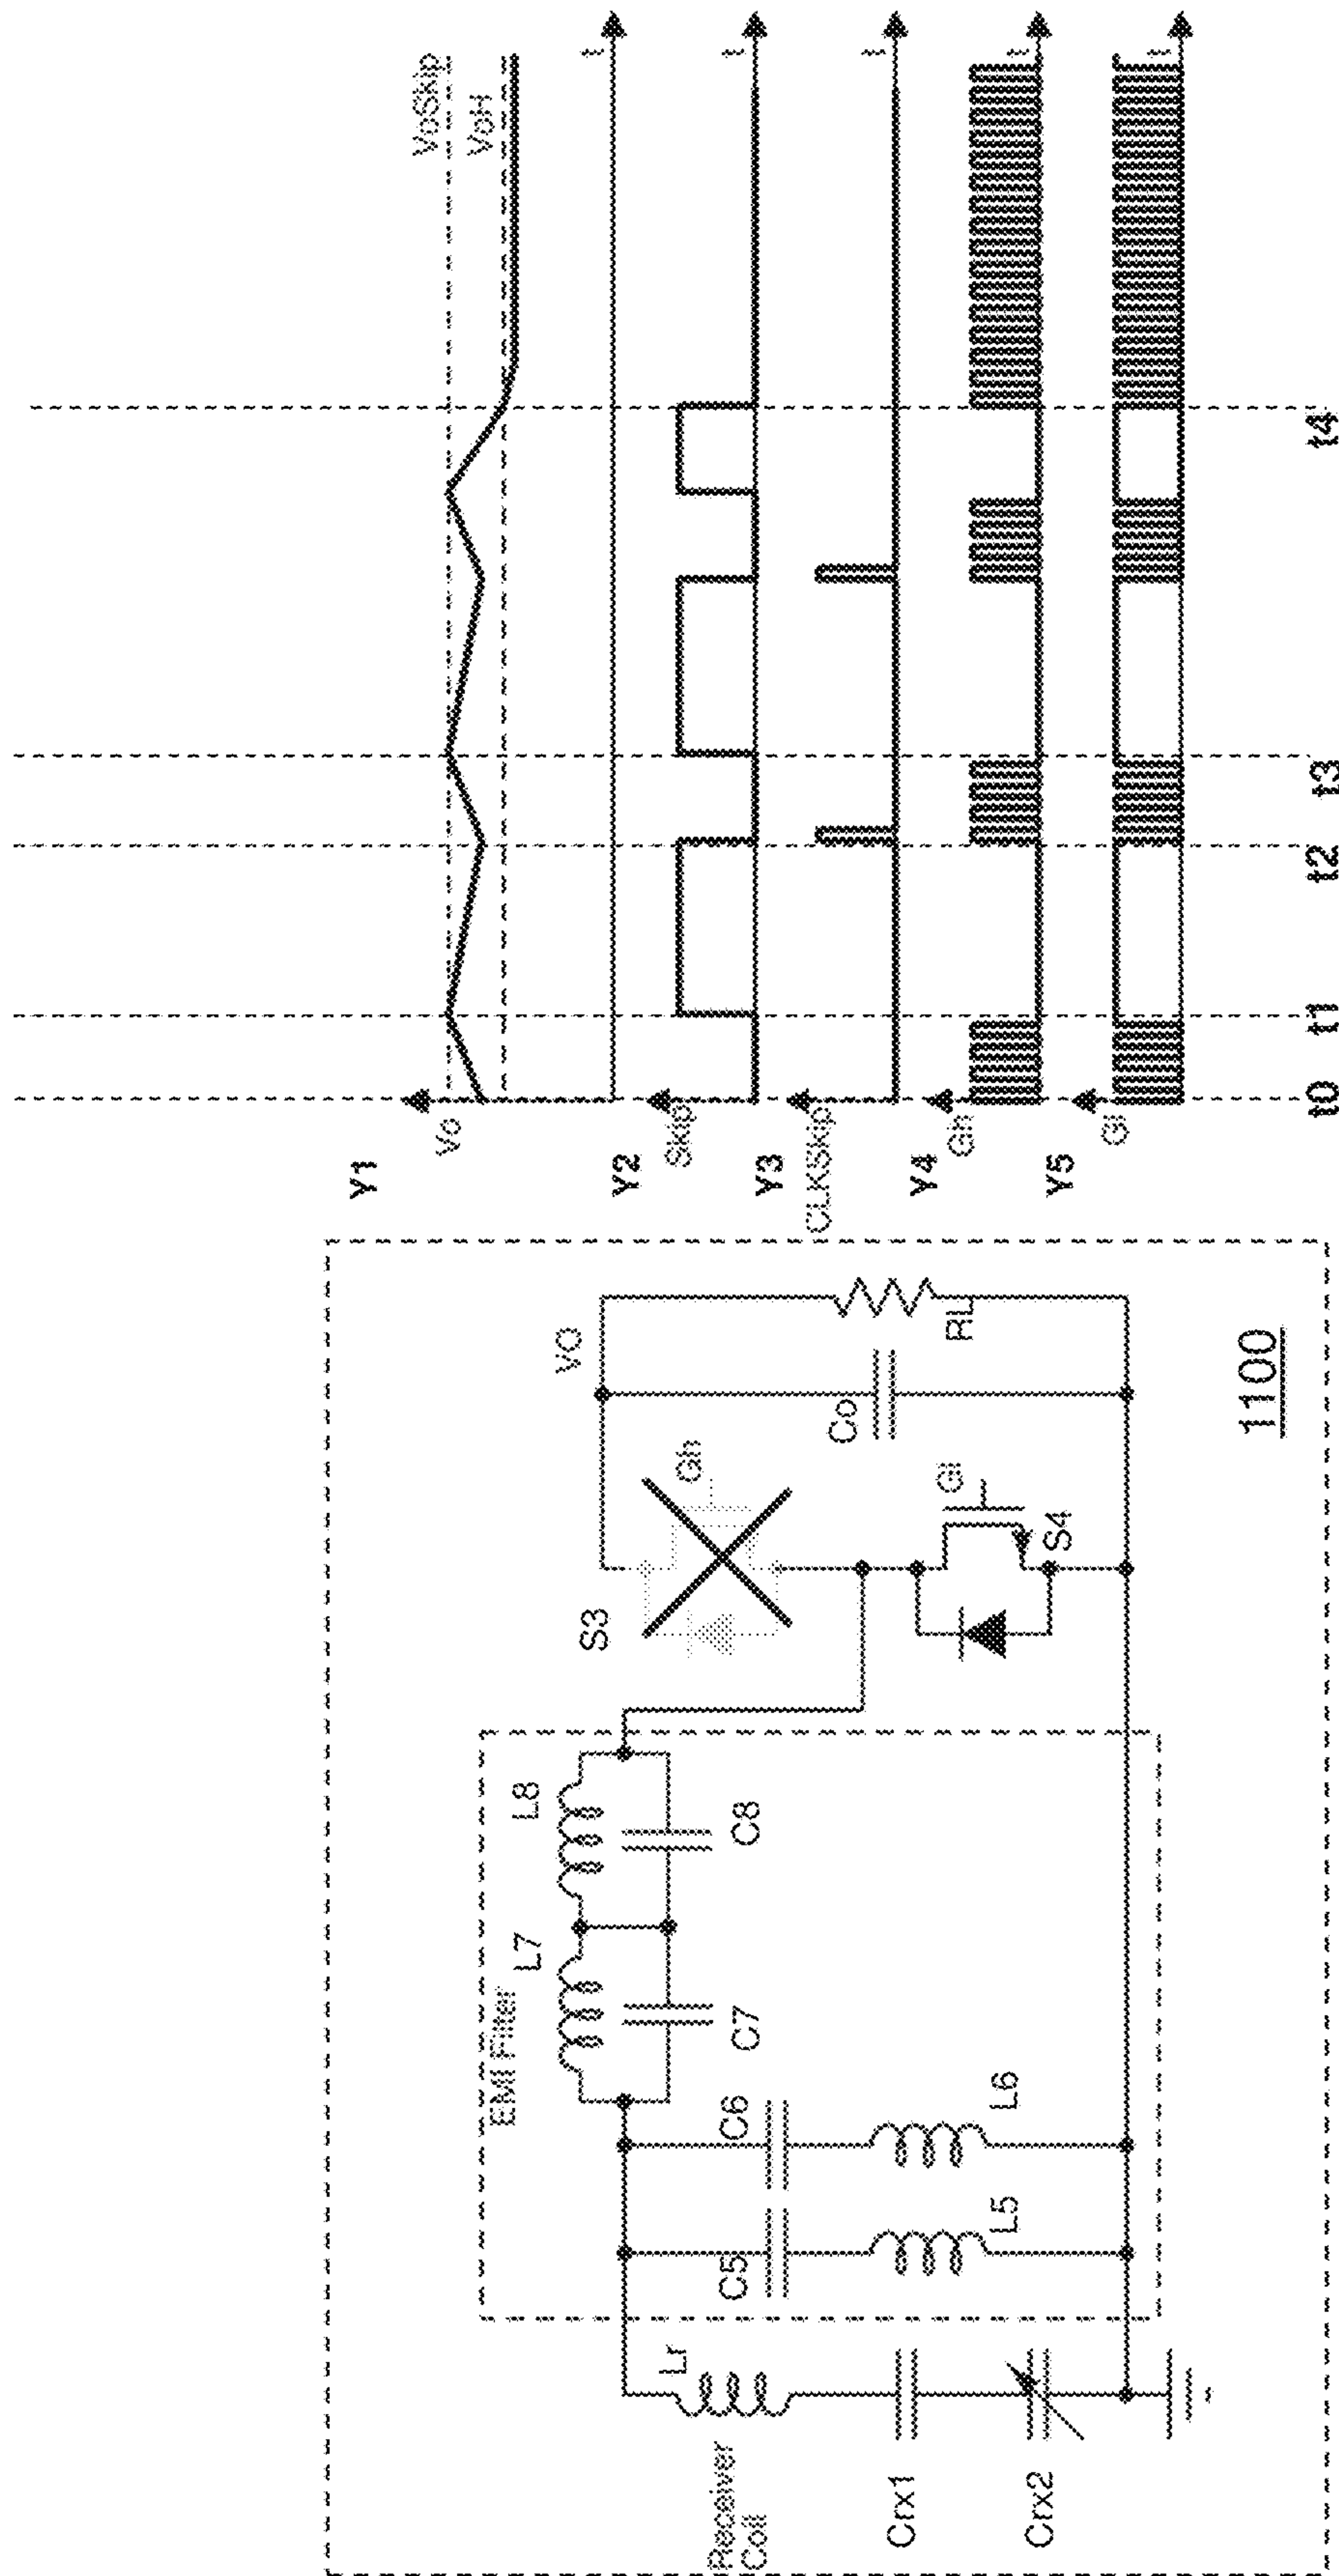 Receiver
Coil
Lr
Crx1
Crx2
EMI Filter
C5
L5
C6
L6
L7
C7
L8
C8
S3
Gh
Gl
S4
VO
Co
RL
1100
Y1
Vo
VoSkip
VoH
t
Y2
Skip
t
Y3
CLKSkip
t
Y4
Gh
t
Y5
Gl
t
t0
t1
t2
t3
t4